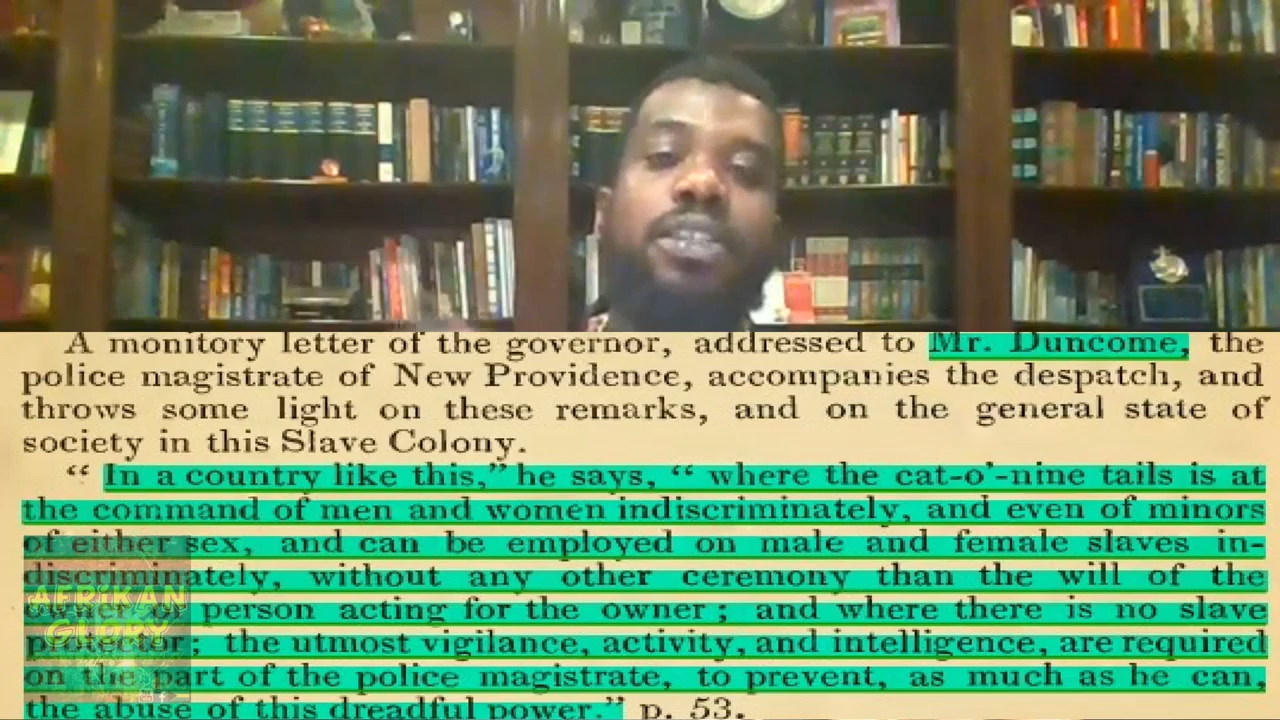 A monitory letter of the governor, addressed to Mr. Duncome, the
police magistrate of New Providence, accompanies the despatch, and
throws some light on these remarks, and on the general state of
society in this Slave Colony.
“ In a country like this,” he says, “ where the cat-o’-nine tails is at
the command of men and women indiscriminately, and even of minors
of either sex, and can be employed on male and female slaves in-
discriminately, without any other ceremony than the will of the
person acting for the owner ; and where there is no slave
protector ; the utmost vigilance, activity, and intelligence, are required
on the part of the police magistrate, to prevent, as much as he can,
the abuse of this dreadful power.” p. 53.
AFRIKAN
GLORY